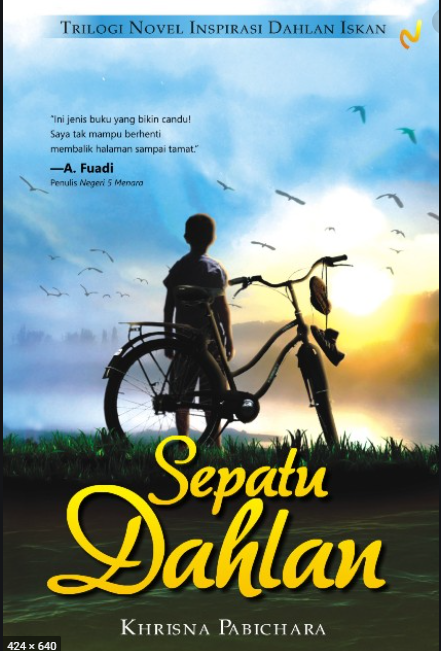 Trilogi Novel Inspirasi Dahlan Iskan
"Ini jenis buku yang bikin candu!
Saya tak mampu berhenti
membalik halaman sampai tamat."
—A. Fuadi
Penulis Negeri 5 Menara
Sepatu
Dahlan
Khrisna Pabichara
424 × 640